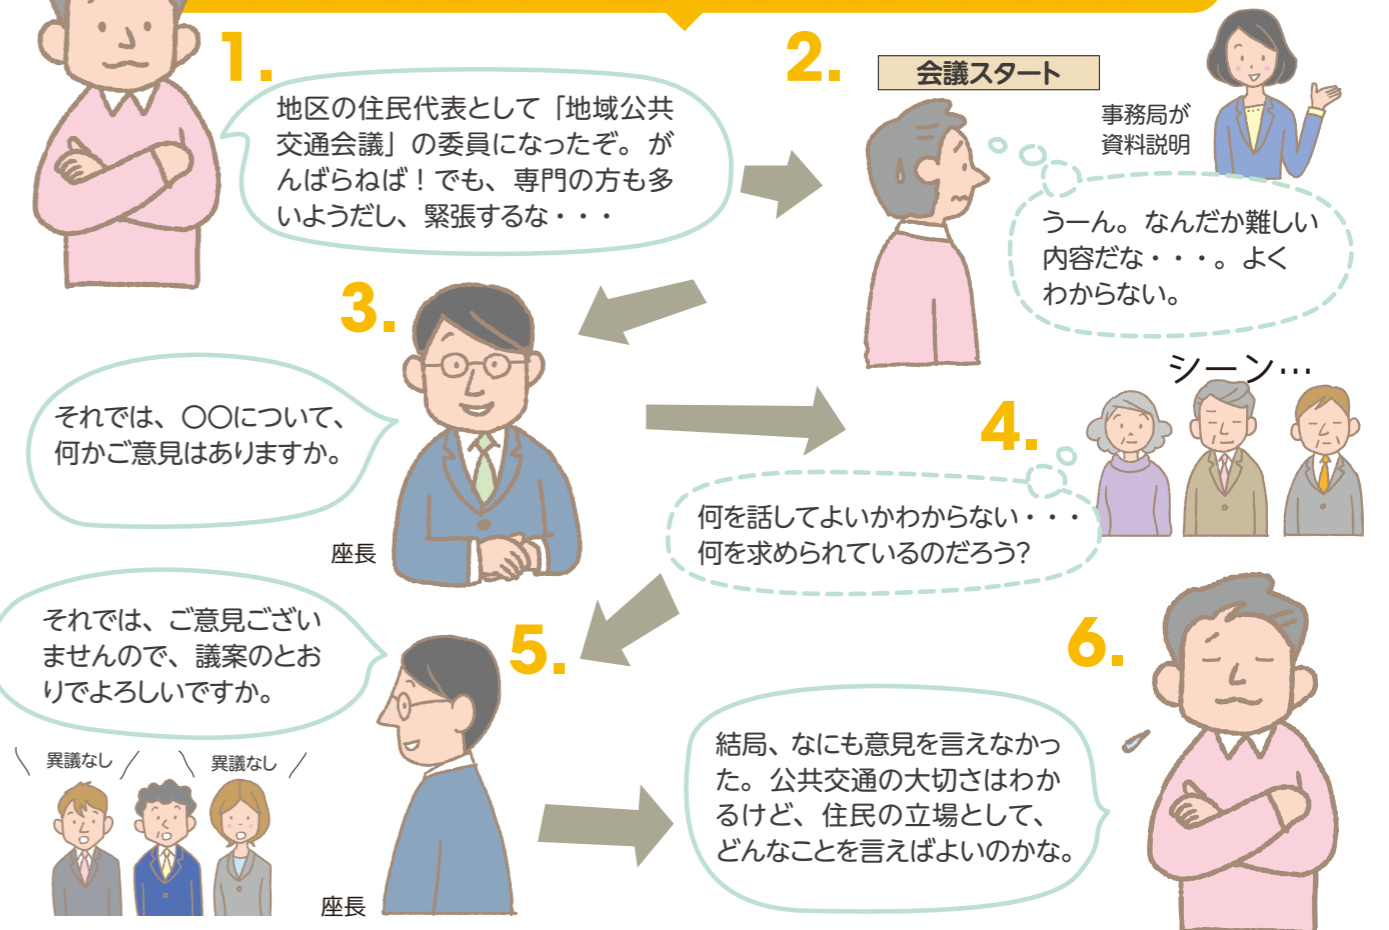 1.
地区の住民代表として「地域公共
交通会議」の委員になったぞ。が
んばらねば！でも、専門の方も多
いようだし、緊張するな・・・
2.
会議スタート
事務局が
資料説明
うーん。なんだか難しい
内容だな・・・。よく
わからない。
3.
それでは、〇〇について、
何かご意見はありますか。
座長
4.
シーン…
何を話してよいかわからない・・・
何を求められているのだろう?
5.
それでは、ご意見ござい
ませんので、議案のとお
りでよろしいですか。
異議なし
異議なし
座長
6.
結局、なにも意見を言えなかっ
た。公共交通の大切さはわか
るけど、住民の立場として、
どんなことを言えばよいのかな。